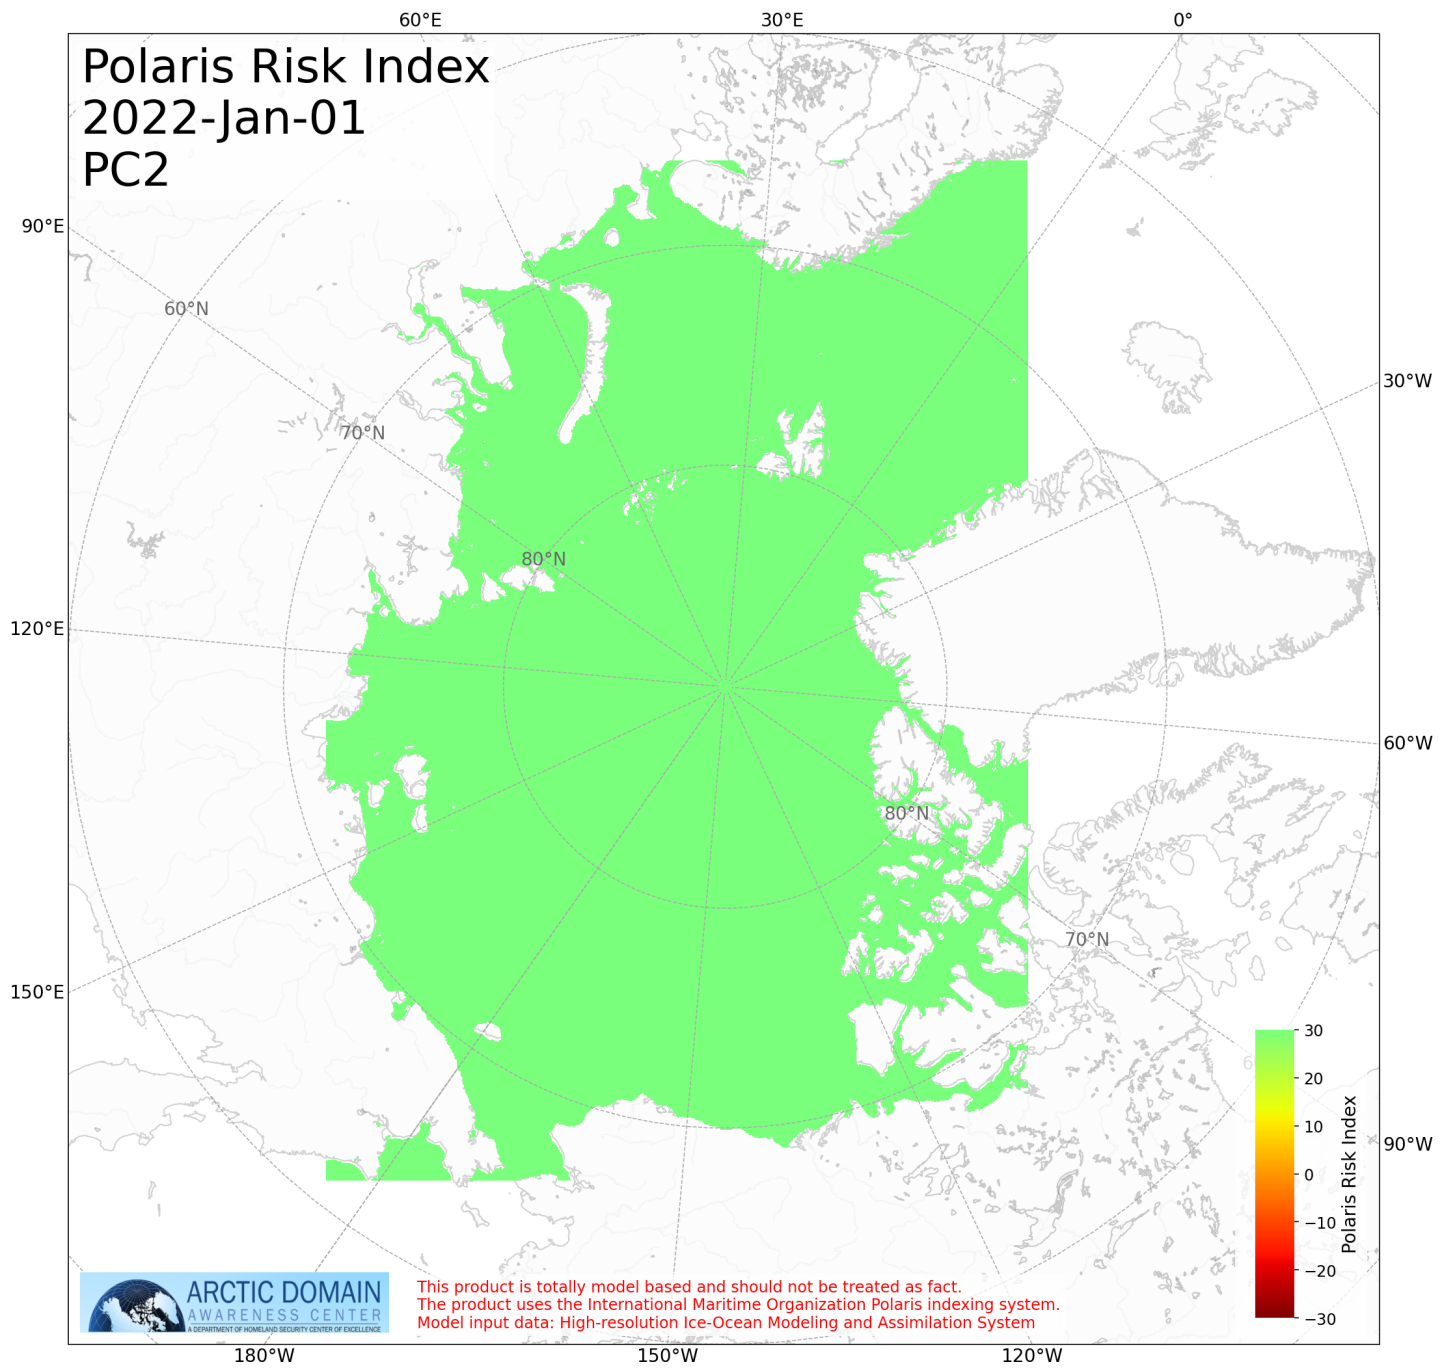 60°E 30°E 0°
Polaris Risk Index
2022-Jan-01
PC2
90°E
60°N
30°W
70°N
80°N
120°E
60°W
80°N
70°N
150°E
30
20
10
0
−10
−20
−30
Polaris Risk Index
90°W
ARCTIC DOMAIN
AWARENESS CENTER
A DEPARTMENT OF HOMELAND SECURITY CENTER OF EXCELLENCE
This product is totally model based and should not be treated as fact.
The product uses the International Maritime Organization Polaris indexing system.
Model input data: High-resolution Ice-Ocean Modeling and Assimilation System
180°W 150°W 120°W